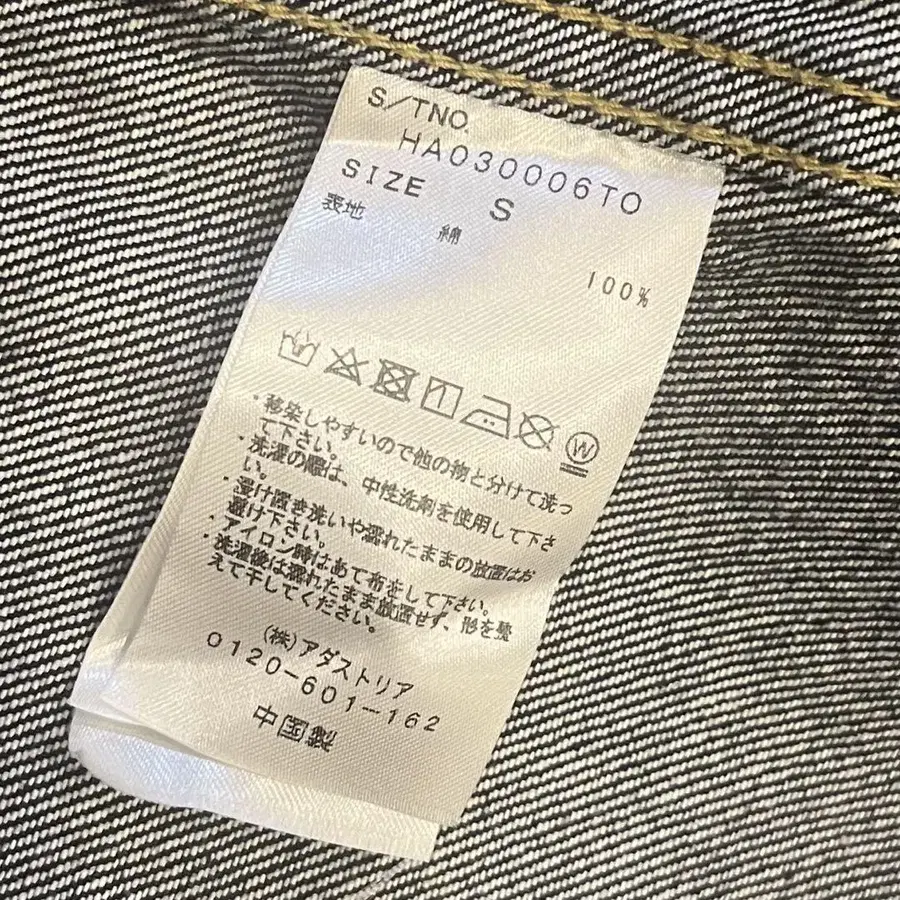 S/TNO.
HA030006TO
SIZE S
表地
綿
100%
W
・移染しやすいので他の物と分けて洗っ
て下さい。
・洗濯の際は、中性洗剤を使用して下さ
い。
・浸け置き洗いや濡れたままの放置はお
避け下さい。
・アイロン時はあて布をして下さい。
・洗濯後は濡れたまま放置せず、形を整
えて干してください。
(株)アダストリア
0120-601-162
中国製